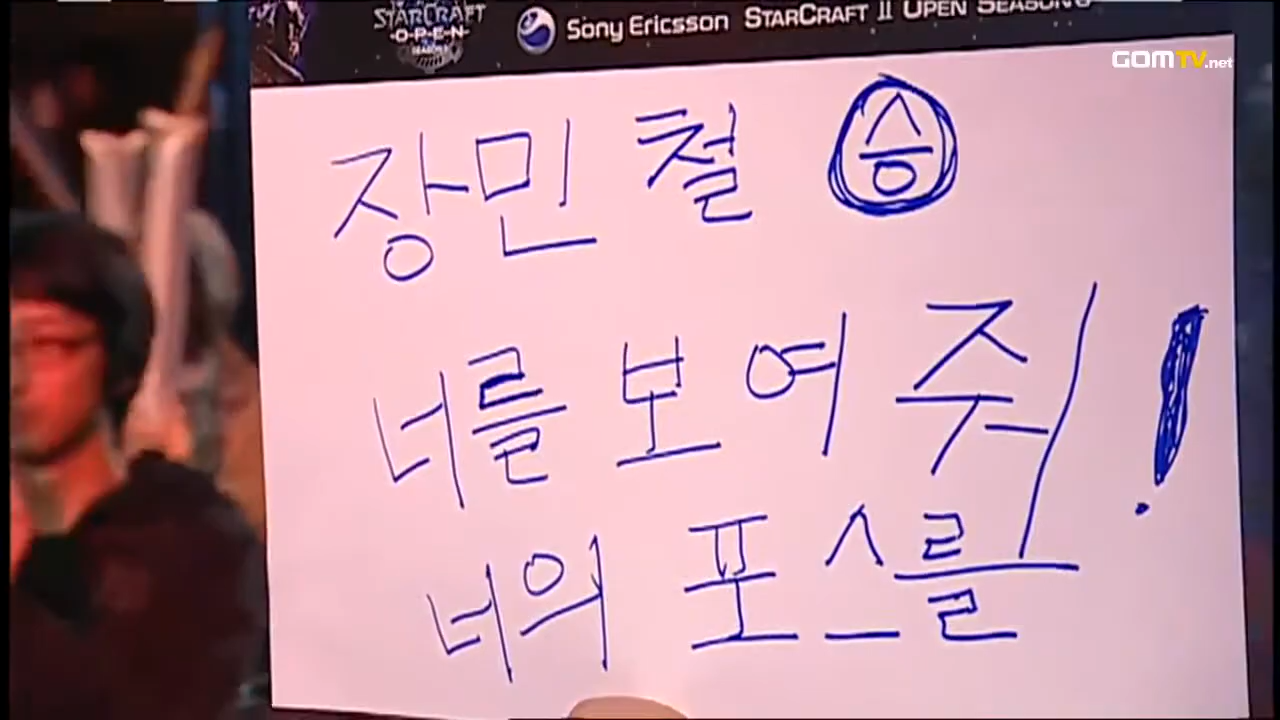 STARCRAFT
-O-P-E-N-
Sony Ericsson STARCRAFT II OPEN SEASON
GOMTV.net
장민철 승
너를 보여줘!
너의 포스를